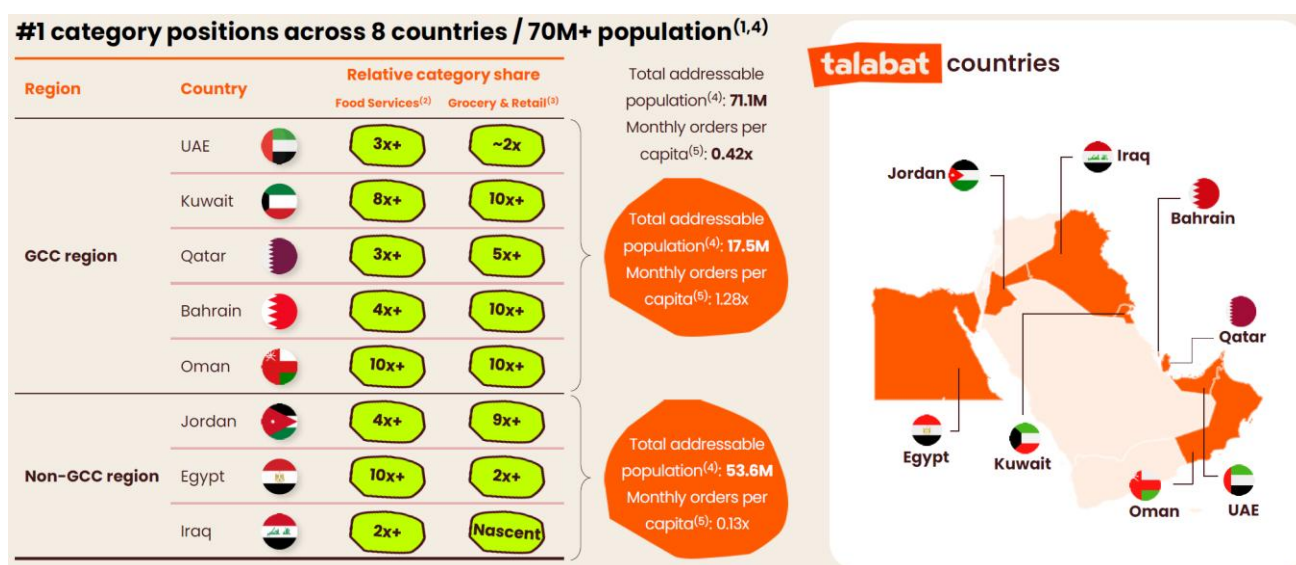 #1 category positions across 8 countries / 70M+ population(1,4)
Region Country Relative category share
Food Services(2) Grocery & Retail(3)
GCC region
UAE 3x+ ~2x
Kuwait 8x+ 10x+
Qatar 3x+ 5x+
Bahrain 4x+ 10x+
Oman 10x+ 10x+
Non-GCC region
Jordan 4x+ 9x+
Egypt 10x+ 2x+
Iraq 2x+ Nascent
Total addressable
population(4): 71.1M
Monthly orders per
capita(5): 0.42x
Total addressable
population(4): 17.5M
Monthly orders per
capita(5): 1.28x
Total addressable
population(4): 53.6M
Monthly orders per
capita(5): 0.13x
talabat countries
Jordan
Iraq
Bahrain
Qatar
Egypt
Kuwait
Oman
UAE